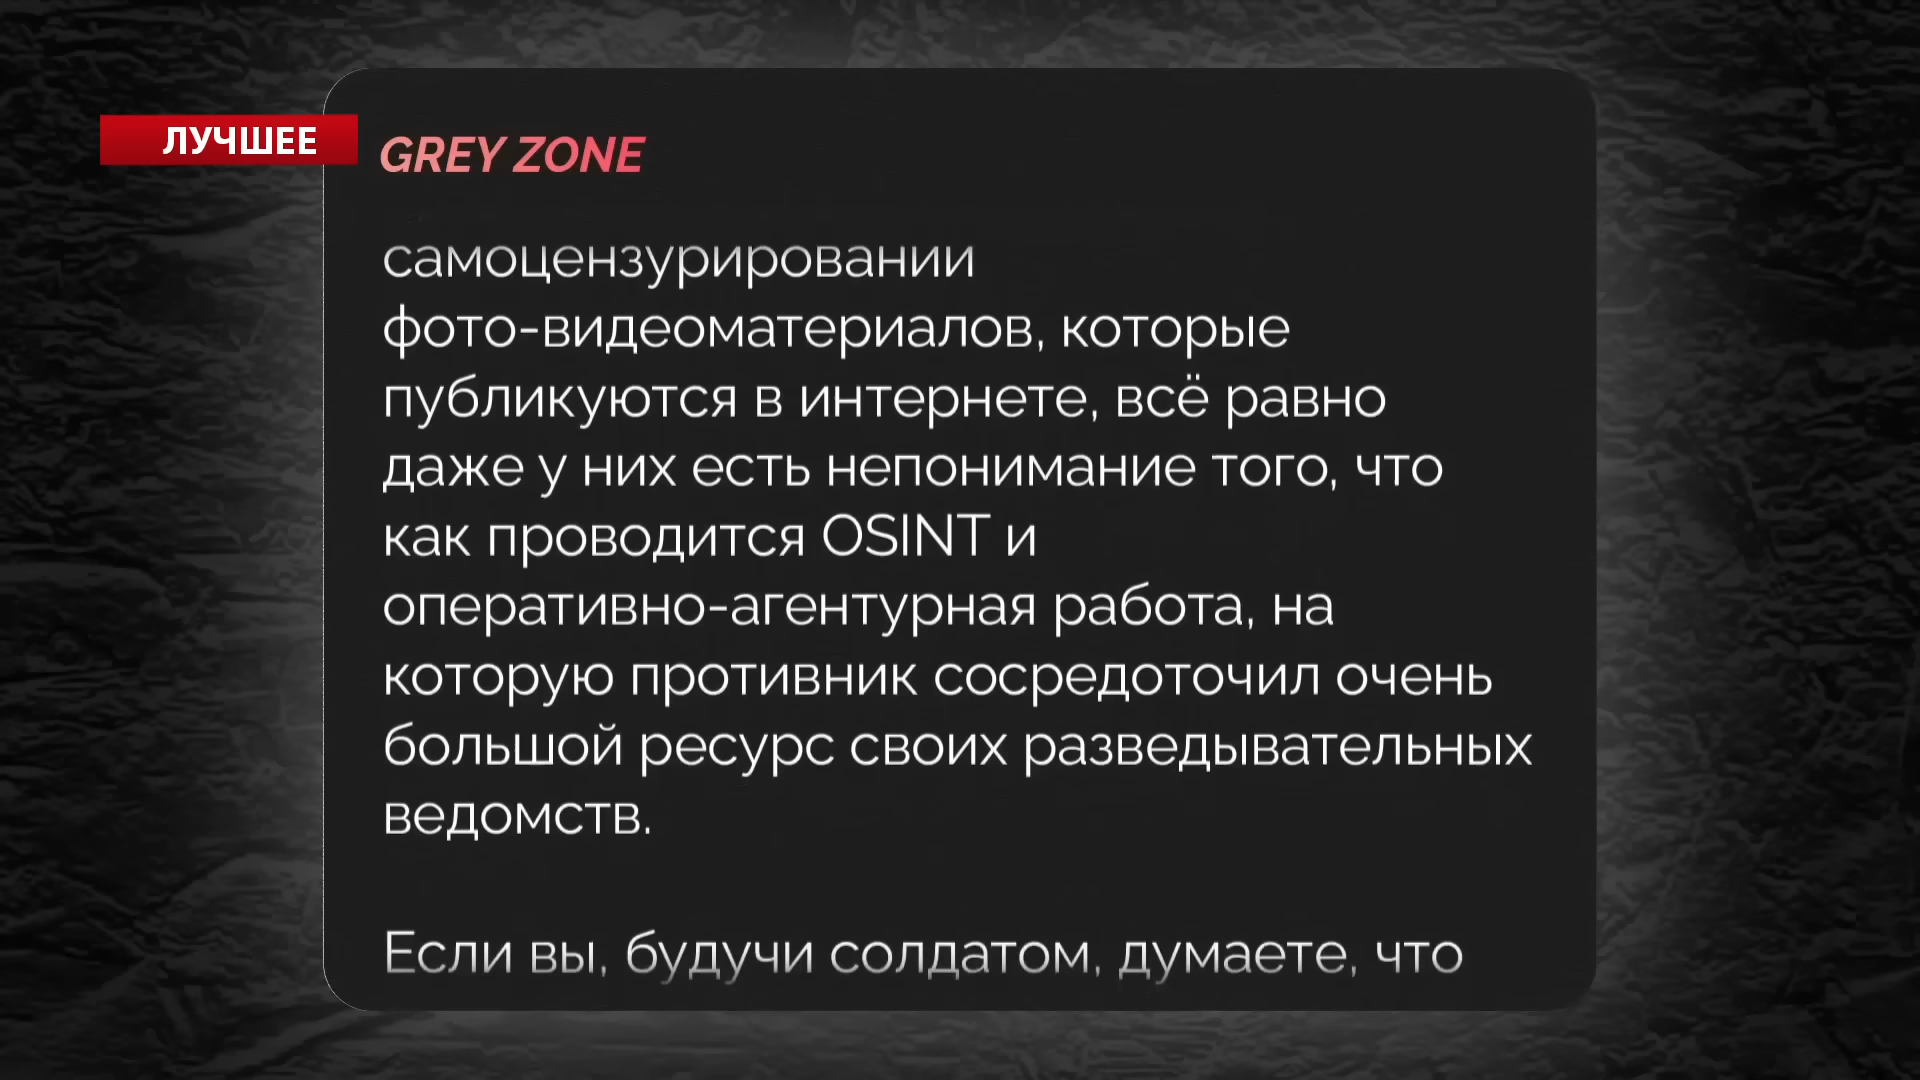 ЛУЧШЕЕ
GREY ZONE
самоцензурировании
фото-видеоматериалов, которые
публикуются в интернете, всё равно
даже у них есть непонимание того, что
как проводится OSINT и
оперативно-агентурная работа, на
которую противник сосредоточил очень
большой ресурс своих разведывательных
ведомств.
Если вы, будучи солдатом, думаете, что